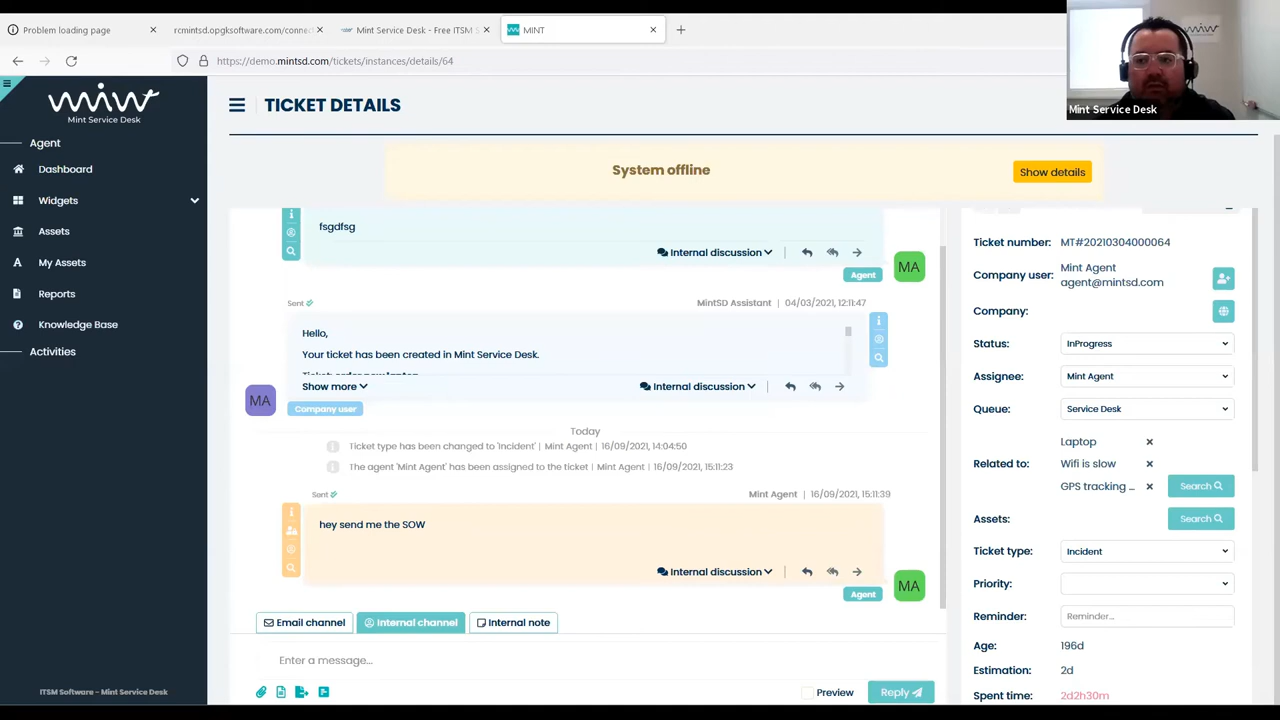 Problem loading page
rcmintsd.opgksoftware.com/connect
Mint Service Desk - Free ITSM S
MINT
https://demo.mintsd.com/tickets/instances/details/64
miw
Mint Service Desk
Mint Service Desk
Agent
Dashboard
Widgets
Assets
My Assets
Reports
Knowledge Base
Activities
ITSM Software – Mint Service Desk
TICKET DETAILS
System offline
Show details
fsgdfsg
Internal discussion
MA
Agent
Sent
MintSD Assistant | 04/03/2021, 12:11:47
Hello,
Your ticket has been created in Mint Service Desk.
Show more
Internal discussion
MA
Company user
Today
Ticket type has been changed to 'Incident' | Mint Agent | 16/09/2021, 14:04:50
The agent 'Mint Agent' has been assigned to the ticket | Mint Agent | 16/09/2021, 15:11:23
Sent
Mint Agent | 16/09/2021, 15:11:39
hey send me the SOW
Internal discussion
MA
Agent
Email channel
Internal channel
Internal note
Enter a message...
Preview
Reply
Ticket number: MT#20210304000064
Company user: Mint Agent
agent@mintsd.com
Company:
Status: InProgress
Assignee: Mint Agent
Queue: Service Desk
Laptop
Related to: Wifi is slow
GPS tracking ...
Search
Assets: Search
Ticket type: Incident
Priority:
Reminder: Reminder...
Age: 196d
Estimation: 2d
Spent time: 2d2h30m